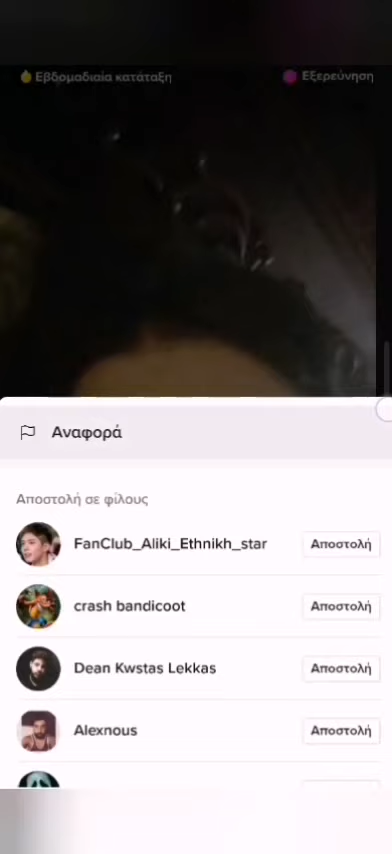 Εβδομαδιαία κατάταξη
Εξερεύνηση
Αναφορά
Αποστολή σε φίλους
FanClub_Aliki_Ethnikh_star
Αποστολή
crash bandicoot
Αποστολή
Dean Kwstas Lekkas
Αποστολή
Alexnous
Αποστολή